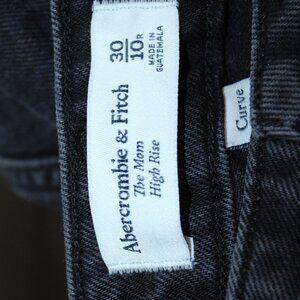 Abercrombie & Fitch
The Mom
High Rise
30
10R
MADE IN
GUATEMALA
Curve